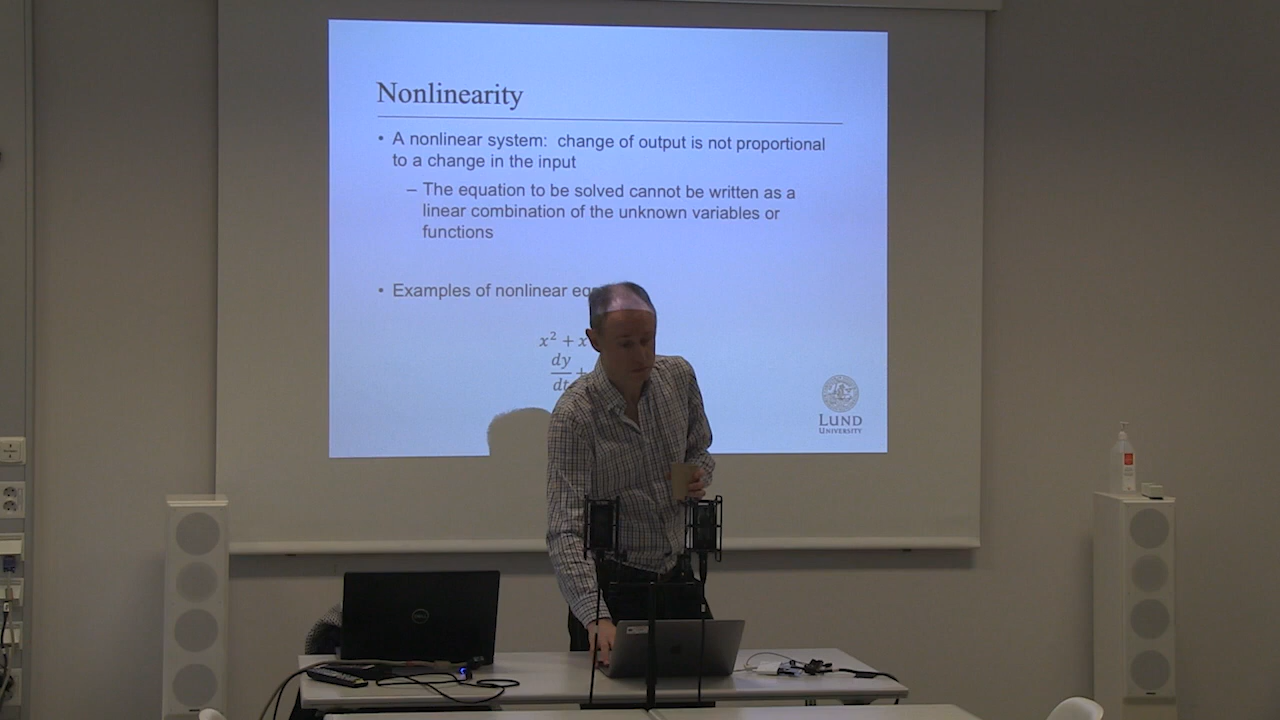 Nonlinearity
• A nonlinear system: change of output is not proportional
to a change in the input
– The equation to be solved cannot be written as a
linear combination of the unknown variables or
functions
• Examples of nonlinear
x² + x
dy
dt
LUND
UNIVERSITY
DELL